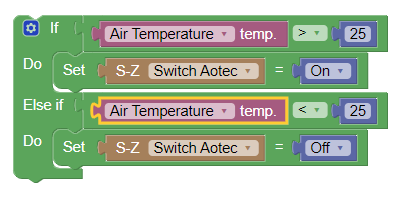 If Air Temperature temp. > 25
Do Set S-Z Switch Aotec = On
Else if Air Temperature temp. < 25
Do Set S-Z Switch Aotec = Off